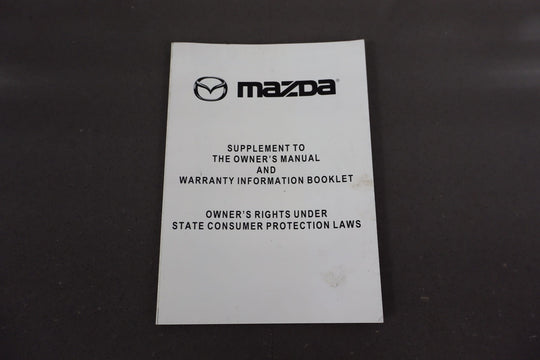 mazda®
SUPPLEMENT TO
THE OWNER'S MANUAL
AND
WARRANTY INFORMATION BOOKLET
OWNER'S RIGHTS UNDER
STATE CONSUMER PROTECTION LAWS